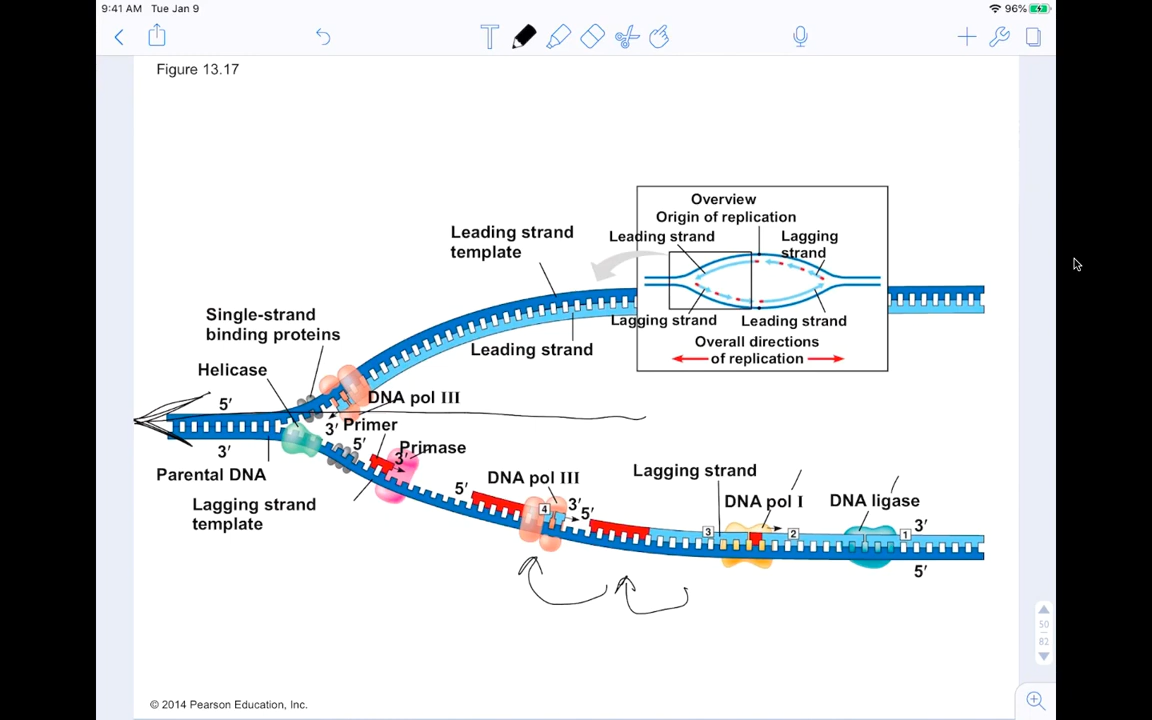 9:41 AM Tue Jan 9
96%
T
Figure 13.17
Overview
Origin of replication
Leading strand
Lagging
strand
Leading strand
template
Lagging strand
Leading strand
Overall directions
of replication
Single-strand
binding proteins
Leading strand
Helicase
DNA pol III
5′
3′
Primer
3′
5′
Primase
3′
Parental DNA
Lagging strand
template
DNA pol III
5′
4
3′
5′
Lagging strand
DNA pol I
DNA ligase
3
2
1
3′
5′
50
82
© 2014 Pearson Education, Inc.